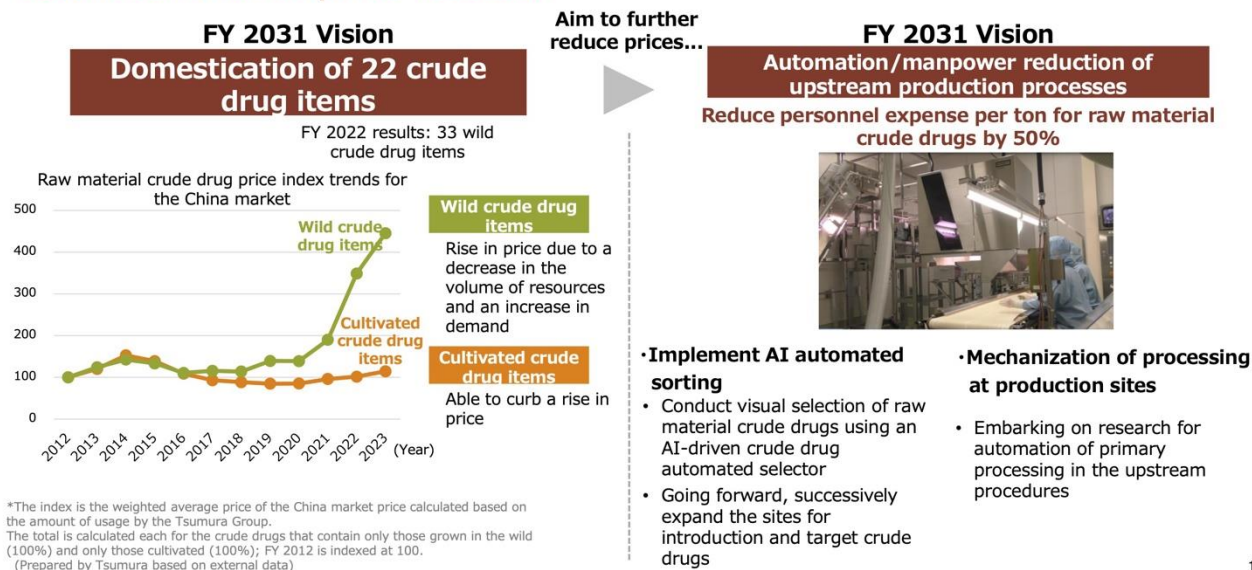 FY 2031 Vision
Domestication of 22 crude
drug items
FY 2022 results: 33 wild
crude drug items
Raw material crude drug price index trends for
the China market
500
400
300
200
100
0
Wild crude
drug items
Cultivated
crude drug
items
2012
2013
2014
2015
2016
2017
2018
2019
2020
2021
2022
2023
(Year)
Wild crude drug
items
Rise in price due to a
decrease in the
volume of resources
and an increase in
demand
Cultivated crude
drug items
Able to curb a rise in
price
*The index is the weighted average price of the China market price calculated based on
the amount of usage by the Tsumura Group.
The total is calculated each for the crude drugs that contain only those grown in the wild
(100%) and only those cultivated (100%); FY 2012 is indexed at 100.
(Prepared by Tsumura based on external data)
Aim to further
reduce prices...
FY 2031 Vision
Automation/manpower reduction of
upstream production processes
Reduce personnel expense per ton for raw material
crude drugs by 50%
·Implement AI automated
sorting
• Conduct visual selection of raw
material crude drugs using an
AI-driven crude drug
automated selector
• Going forward, successively
expand the sites for
introduction and target crude
drugs
·Mechanization of processing
at production sites
• Embarking on research for
automation of primary
processing in the upstream
procedures